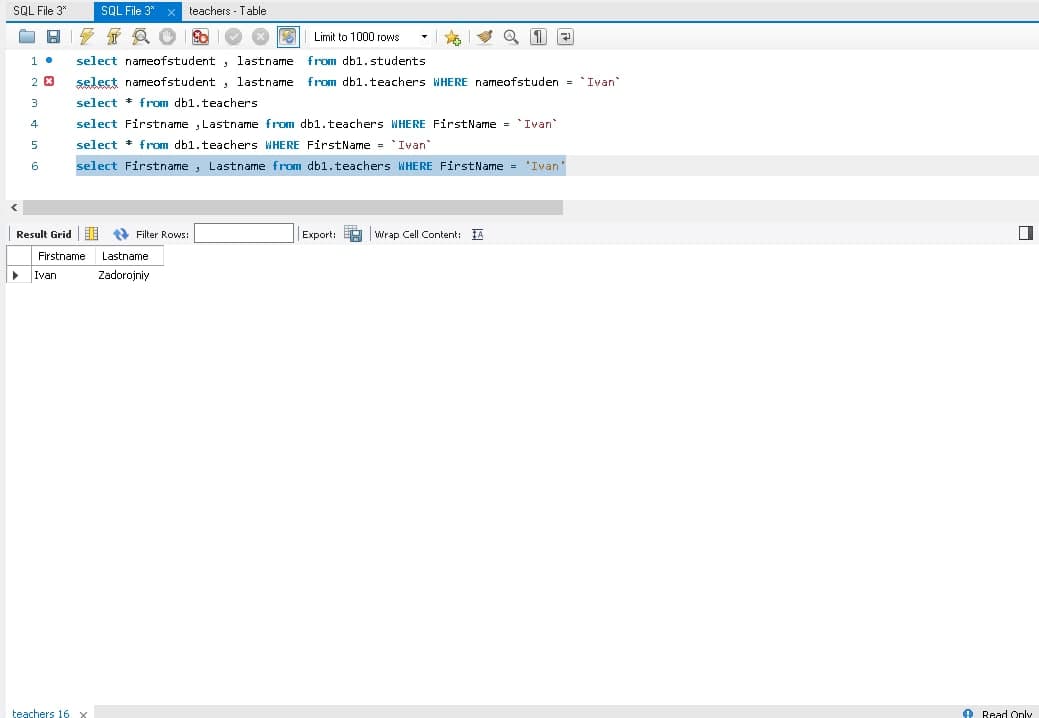 SQL File 3* SQL File 3* teachers - Table
Limit to 1000 rows
1 select nameofstudent , lastname from db1.students
2 select nameofstudent , lastname from db1.teachers WHERE nameofstuden = `Ivan`
3 select * from db1.teachers
4 select Firstname ,Lastname from db1.teachers WHERE FirstName = `Ivan`
5 select * from db1.teachers WHERE FirstName = `Ivan`
6 select Firstname , Lastname from db1.teachers WHERE FirstName = 'Ivan'
Result Grid Filter Rows: Export: Wrap Cell Content: IA
Firstname Lastname
Ivan Zadorojniy
teachers 16 Read Only